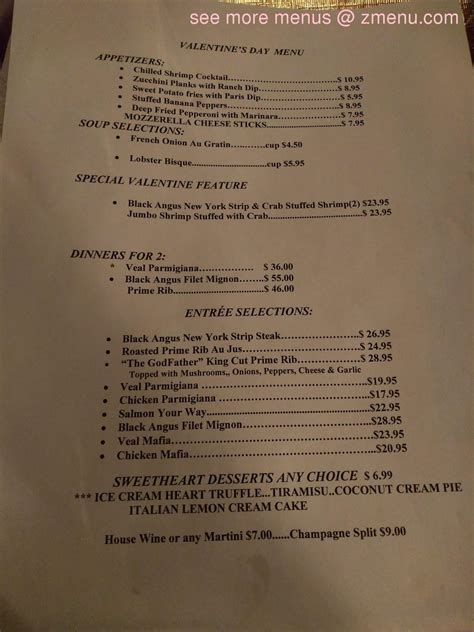 see more menus @ zmenu.com
VALENTINE'S DAY MENU
APPETIZERS:
• Chilled Shrimp Cocktail....................................$ 10.95
• Zucchini Planks with Ranch Dip.......................$ 8.95
• Sweet Potato fries with Paris Dip......................$ 5.95
• Stuffed Banana Peppers....................................$ 8.95
• Deep Fried Pepperoni with Marinara................$ 7.95
MOZZERELLA CHEESE STICKS....................$ 7.95
SOUP SELECTIONS:
• French Onion Au Gratin...........cup $4.50
• Lobster Bisque..........................cup $5.95
SPECIAL VALENTINE FEATURE
• Black Angus New York Strip & Crab Stuffed Shrimp(2) $23.95
Jumbo Shrimp Stuffed with Crab..............................$ 23.95
DINNERS FOR 2:
* Veal Parmigiana……………… $ 36.00
• Black Angus Filet Mignon……..$ 55.00
Prime Rib……………………..$ 46.00
ENTRÉE SELECTIONS:
• Black Angus New York Strip Steak..........................$ 26.95
• Roasted Prime Rib Au Jus.......................................$ 24.95
• “The GodFather” King Cut Prime Rib......................$ 28.95
Topped with Mushrooms,, Onions, Peppers, Cheese & Garlic
• Veal Parmigiana ......................................................$19.95
• Chicken Parmigiana ................................................$17.95
• Salmon Your Way....................................................$22.95
• Black Angus Filet Mignon.......................................$28.95
• Veal Mafia...............................................................$23.95
• Chicken Mafia.........................................................$20.95
SWEETHEART DESSERTS ANY CHOICE $ 6.99
*** ICE CREAM HEART TRUFFLE...TIRAMISU..COCONUT CREAM PIE
ITALIAN LEMON CREAM CAKE
House Wine or any Martini $7.00......Champagne Split $9.00